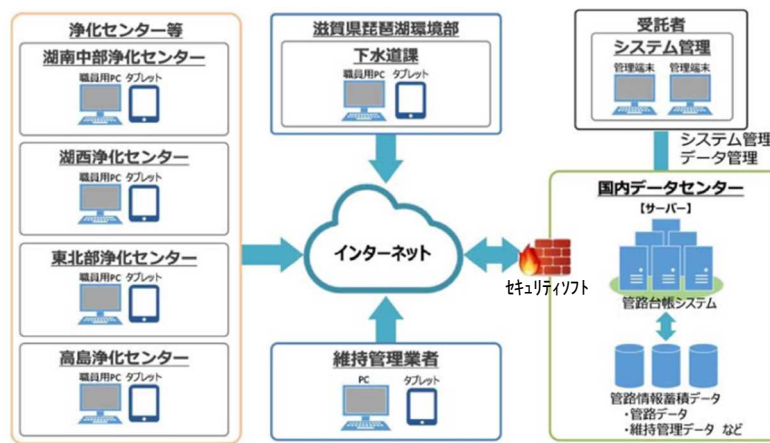 浄化センター等
湖南中部浄化センター
職員用PC タブレット
湖西浄化センター
職員用PC タブレット
東北部浄化センター
職員用PC タブレット
高島浄化センター
職員用PC タブレット
滋賀県琵琶湖環境部
下水道課
職員用PC タブレット
インターネット
維持管理業者
PC タブレット
セキュリティソフト
受託者
システム管理
管理端末 管理端末
システム管理
データ管理
国内データセンター
【サーバー】
管路台帳システム
管路情報蓄積データ
・管路データ
・維持管理データ など